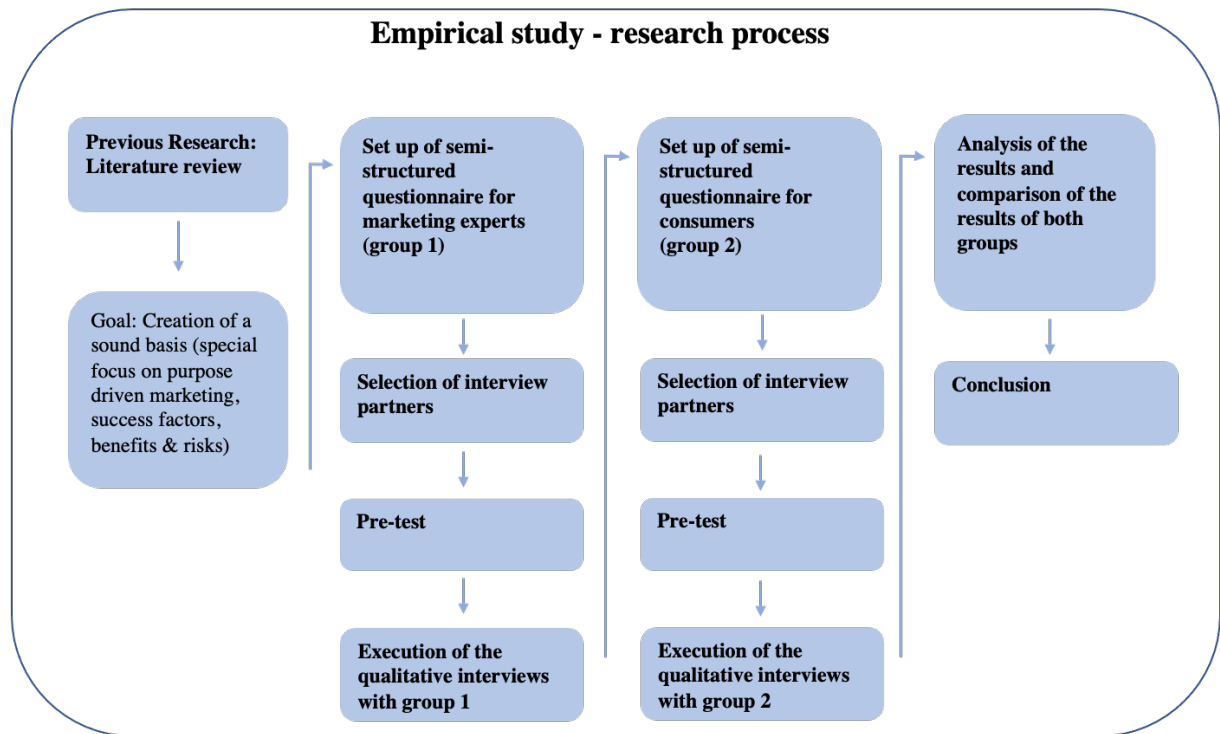 Empirical study - research process
Previous Research:
Literature review
Goal: Creation of a
sound basis (special
focus on purpose
driven marketing,
success factors,
benefits & risks)
Set up of semi-
structured
questionnaire for
marketing experts
(group 1)
Selection of interview
partners
Pre-test
Execution of the
qualitative interviews
with group 1
Set up of semi-
structured
questionnaire for
consumers
(group 2)
Selection of interview
partners
Pre-test
Execution of the
qualitative interviews
with group 2
Analysis of the
results and
comparison of the
results of both
groups
Conclusion